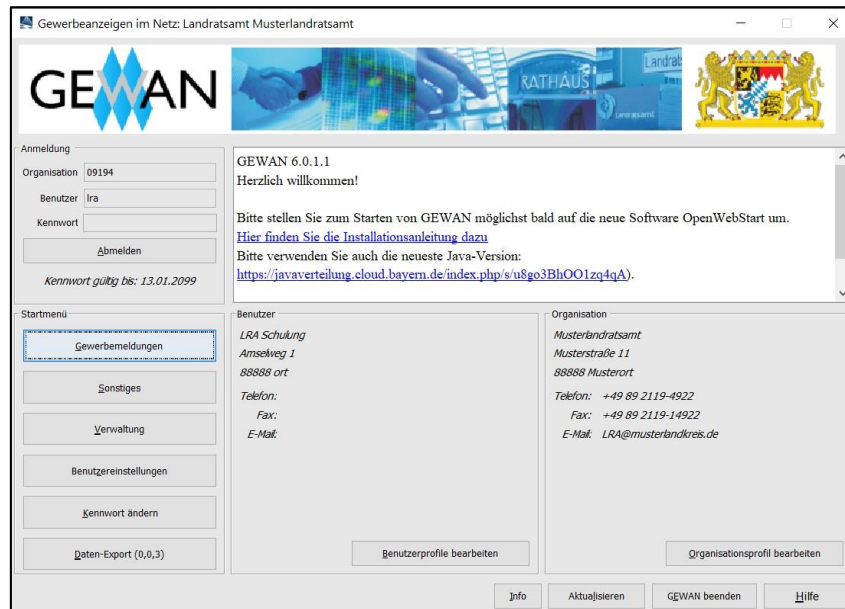 Gewerbeanzeigen im Netz: Landratsamt Musterlandratsamt
GEWAN
RATHAUS
Landrat
Landratsamt
Anmeldung
Organisation 09194
Benutzer lra
Kennwort
Abmelden
Kennwort gültig bis: 13.01.2099
GEWAN 6.0.1.1
Herzlich willkommen!
Bitte stellen Sie zum Starten von GEWAN möglichst bald auf die neue Software OpenWebStart um.
Hier finden Sie die Installationsanleitung dazu
Bitte verwenden Sie auch die neueste Java-Version:
https://javaverteilung.cloud.bayern.de/index.php/s/u8go3BhOO1zq4qA).
Startmenü
Gewerbemeldungen
Sonstiges
Verwaltung
Benutzereinstellungen
Kennwort ändern
Daten-Export (0,0,3)
Benutzer
LRA Schulung
Amselweg 1
88888 ort
Telefon:
Fax:
E-Mail:
Benutzerprofile bearbeiten
Organisation
Musterlandratsamt
Musterstraße 11
88888 Musterort
Telefon: +49 89 2119-4922
Fax: +49 89 2119-14922
E-Mail: LRA@musterlandkreis.de
Organisationsprofil bearbeiten
Info
Aktualisieren
GEWAN beenden
Hilfe